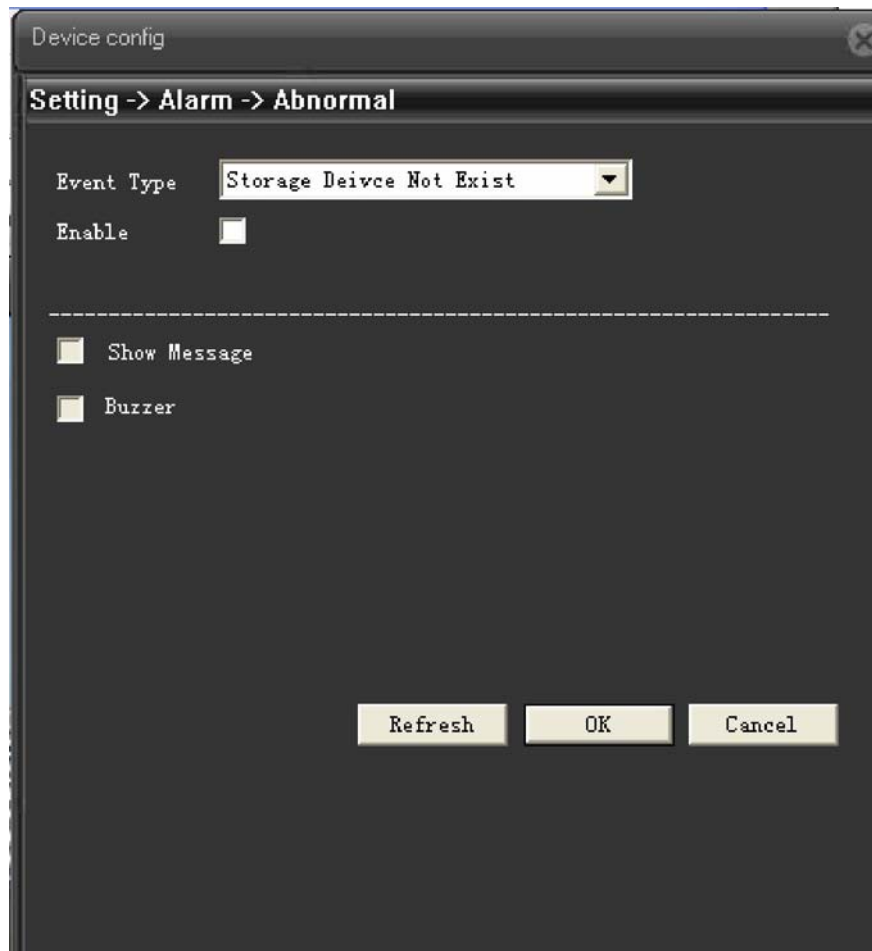 Device config
Setting -> Alarm -> Abnormal
Event Type Storage Deivce Not Exist
Enable
Show Message
Buzzer
Refresh OK Cancel